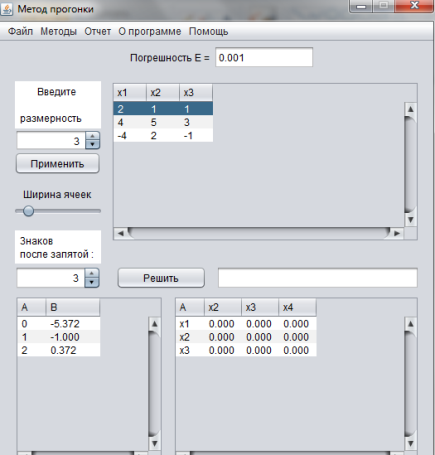 Метод прогонки
Файл Методы Отчет О программе Помощь
Погрешность E = 0.001
Введите
размерность
3
Применить
Ширина ячеек
x1 x2 x3
2 1 1
4 5 3
-4 2 -1
Знаков
после запятой :
3
Решить
A B
0 -5.372
1 -1.000
2 0.372
A x2 x3 x4
x1 0.000 0.000 0.000
x2 0.000 0.000 0.000
x3 0.000 0.000 0.000